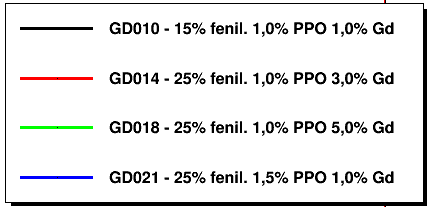 GD010 - 15% fenil. 1,0% PPO 1,0% Gd
GD014 - 25% fenil. 1,0% PPO 3,0% Gd
GD018 - 25% fenil. 1,0% PPO 5,0% Gd
GD021 - 25% fenil. 1,5% PPO 1,0% Gd